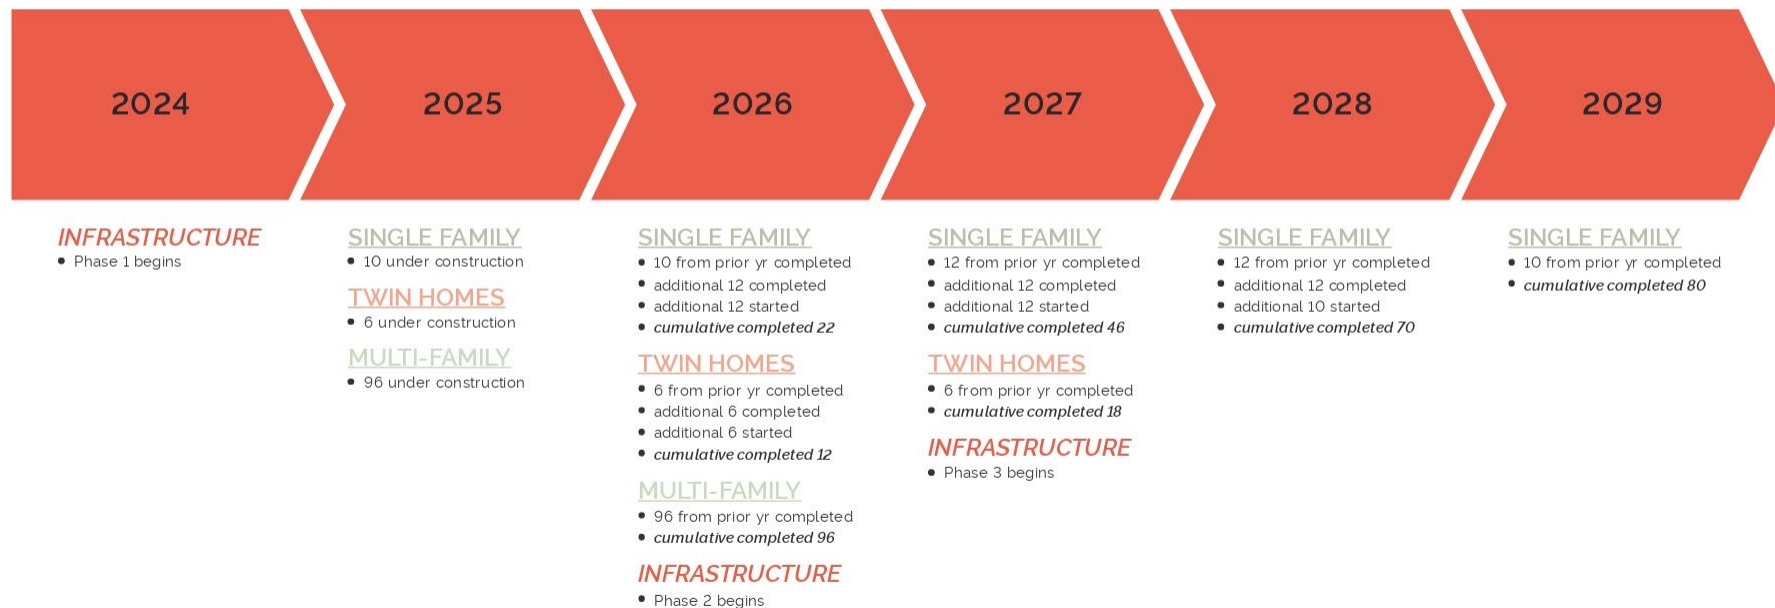 2024
2025
2026
2027
2028
2029
INFRASTRUCTURE
Phase 1 begins
SINGLE FAMILY
10 under construction
TWIN HOMES
6 under construction
MULTI-FAMILY
96 under construction
SINGLE FAMILY
10 from prior yr completed
additional 12 completed
additional 12 started
cumulative completed 22
TWIN HOMES
6 from prior yr completed
additional 6 completed
additional 6 started
cumulative completed 12
MULTI-FAMILY
96 from prior yr completed
cumulative completed 96
INFRASTRUCTURE
Phase 2 begins
SINGLE FAMILY
12 from prior yr completed
additional 12 completed
additional 12 started
cumulative completed 46
TWIN HOMES
6 from prior yr completed
cumulative completed 18
INFRASTRUCTURE
Phase 3 begins
SINGLE FAMILY
12 from prior yr completed
additional 12 completed
additional 10 started
cumulative completed 70
SINGLE FAMILY
10 from prior yr completed
cumulative completed 80